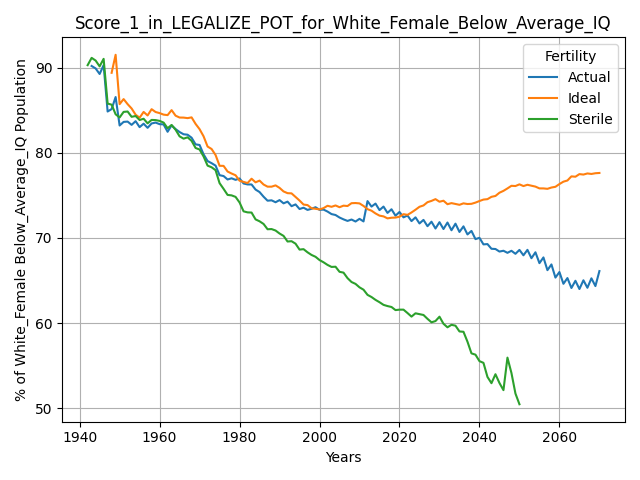 Score_1_in_LEGALIZE_POT_for_White_Female_Below_Average_IQ
% of White_Female Below_Average_IQ Population
90
80
70
60
50
Fertility
Actual
Ideal
Sterile
1940 1960 1980 2000 2020 2040 2060
Years